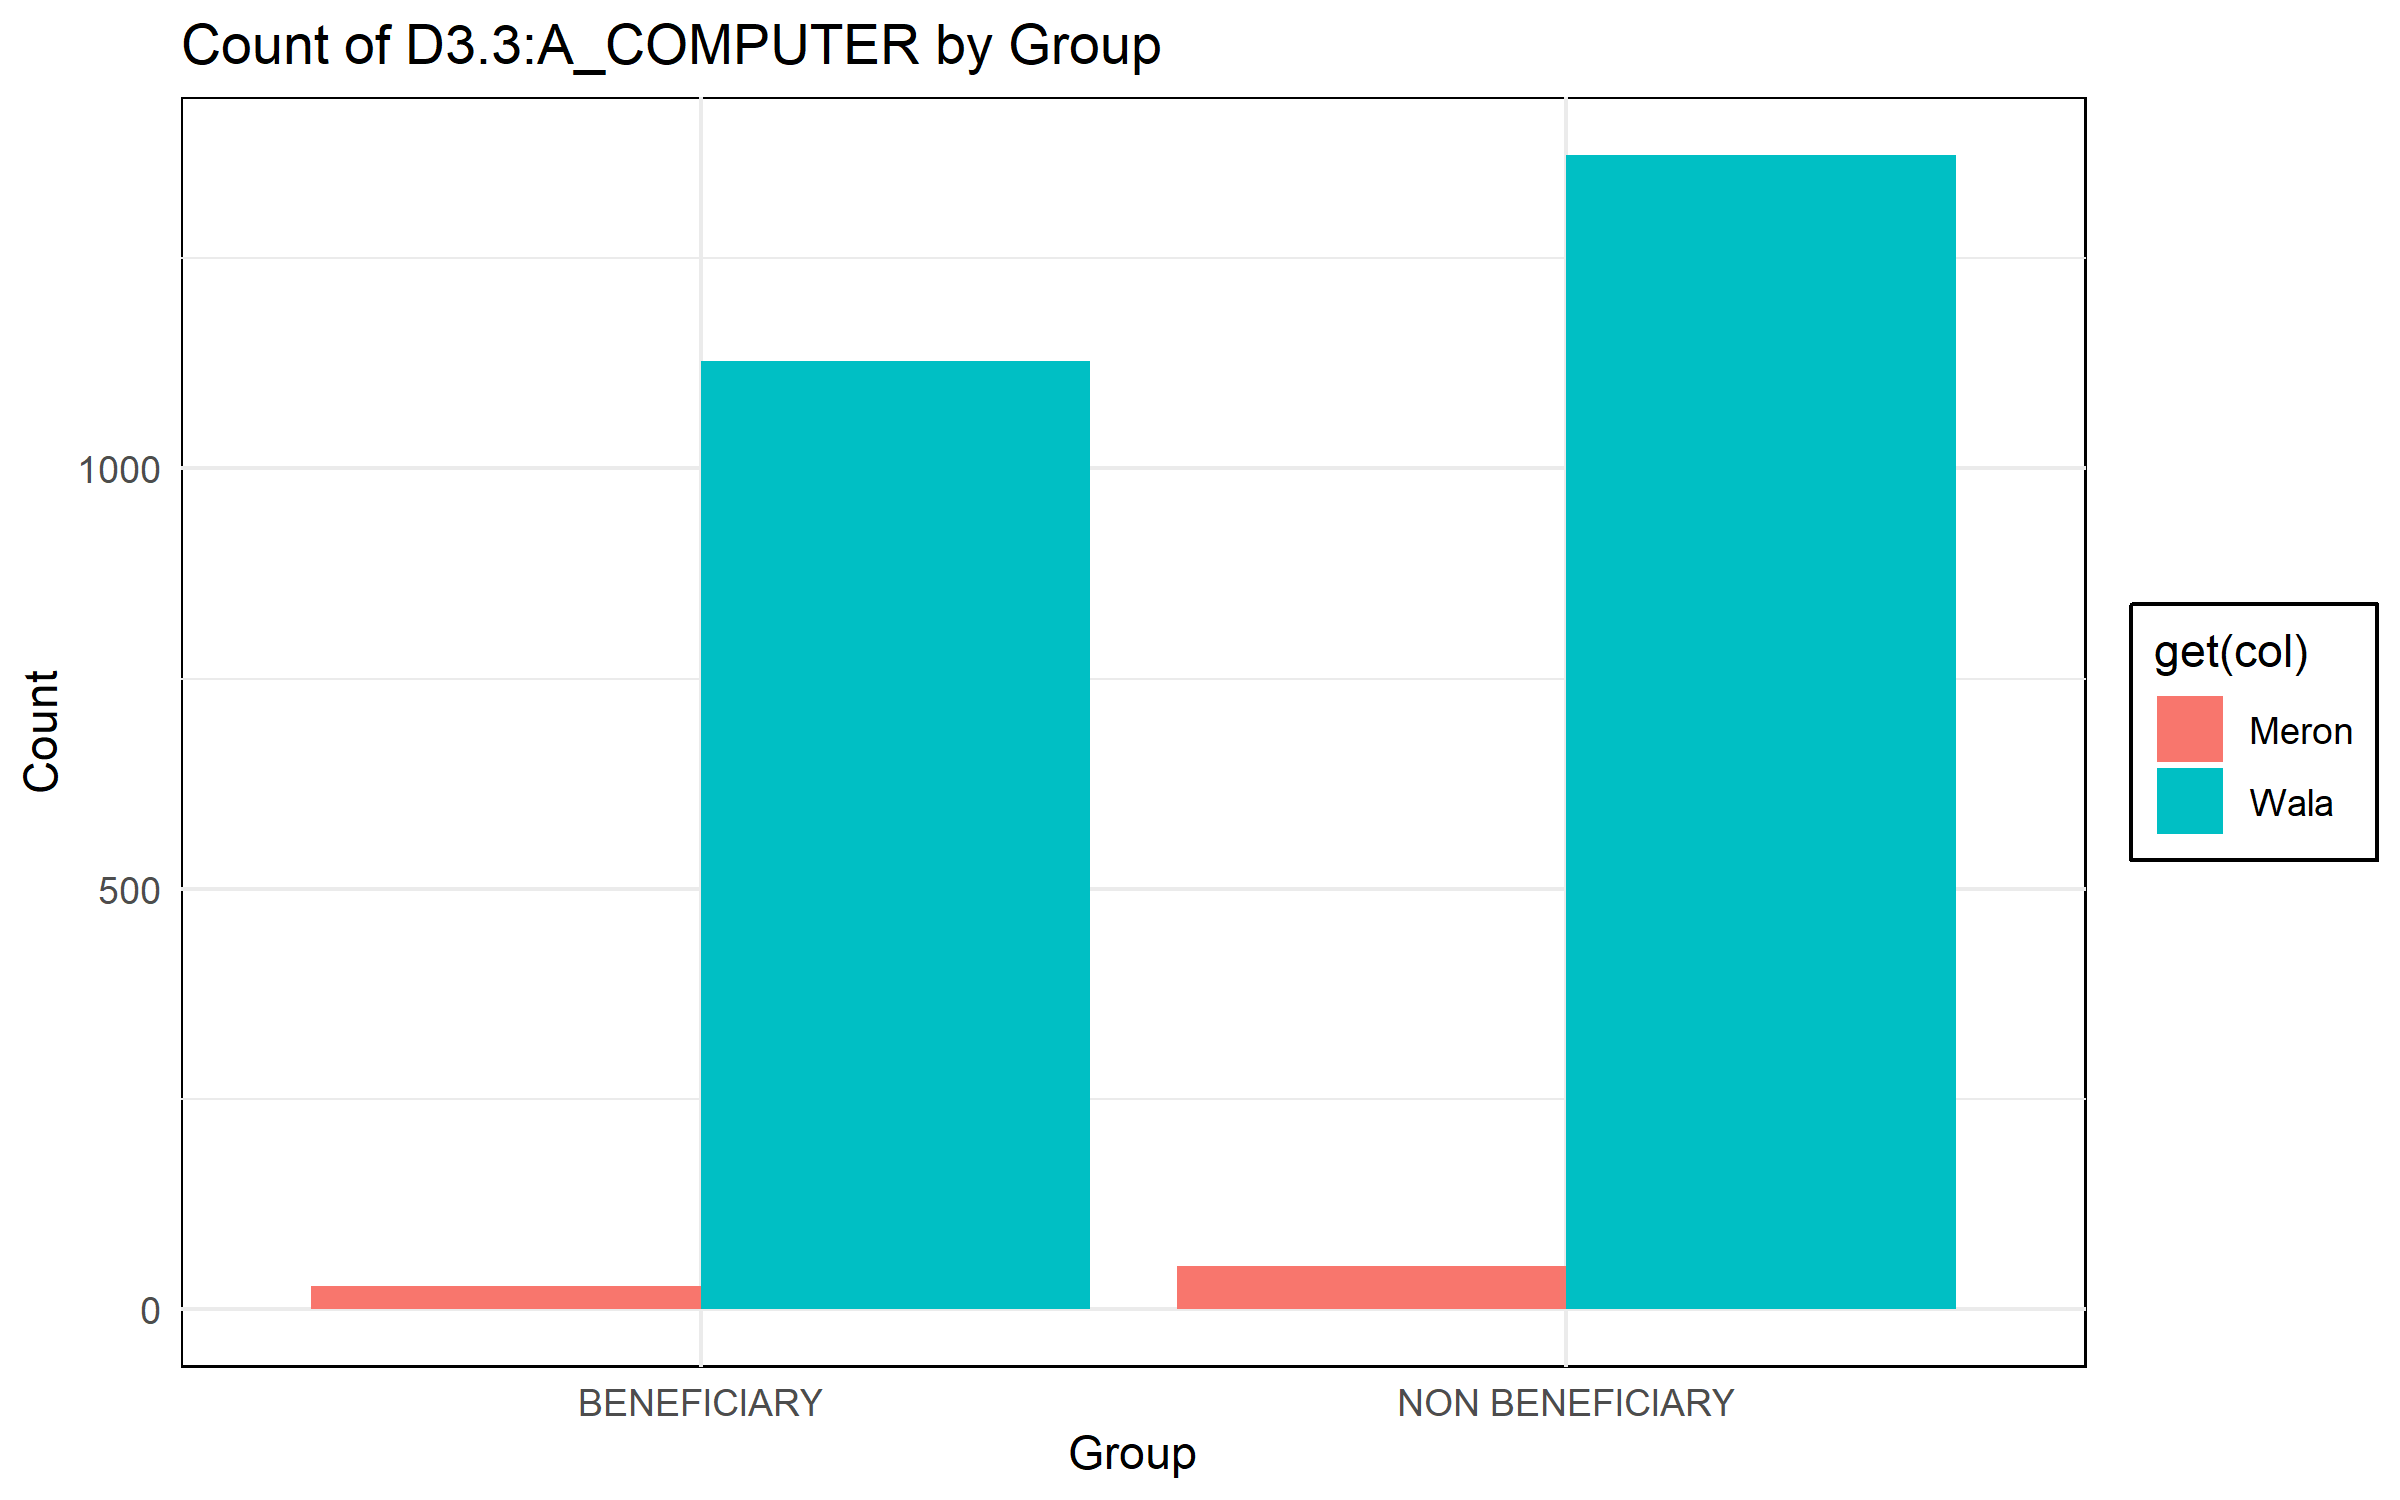 Count of D3.3:A_COMPUTER by Group
Count
1000
500
0
BENEFICIARY
NON BENEFICIARY
Group
get(col)
Meron
Wala